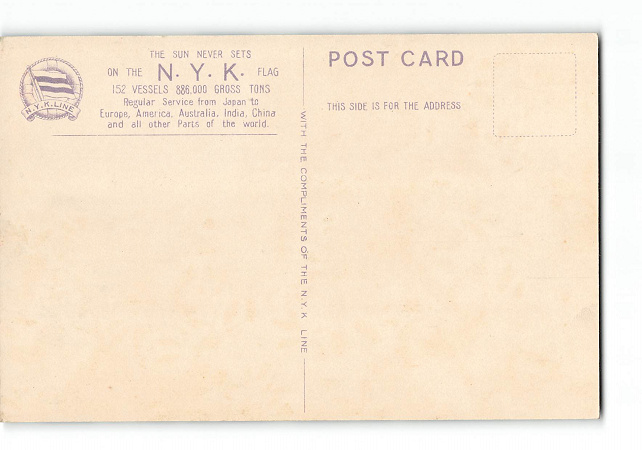 THE SUN NEVER SETS
ON THE N. Y. K. FLAG
152 VESSELS 886,000 GROSS TONS
Regular Service from Japan to
Europe, America, Australia, India, China
and all other Parts of the world.
N.Y.K.LINE
WITH THE COMPLIMENTS OF THE N.Y.K LINE
POST CARD
THIS SIDE IS FOR THE ADDRESS